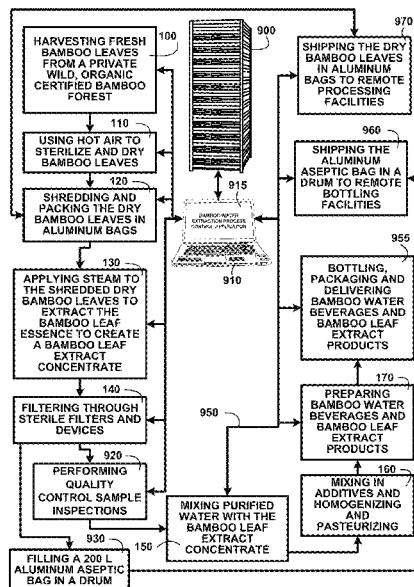 100
HARVESTING FRESH
BAMBOO LEAVES
FROM A PRIVATE
WILD, ORGANIC
CERTIFIED BAMBOO
FOREST
110
USING HOT AIR TO
STERILIZE AND DRY
BAMBOO LEAVES
120
SHREDDING AND
PACKING THE DRY
BAMBOO LEAVES IN
ALUMINUM BAGS
130
APPLYING STEAM TO
THE SHREDDED DRY
BAMBOO LEAVES TO
EXTRACT THE
BAMBOO LEAF
ESSENCE TO CREATE
A BAMBOO LEAF
EXTRACT
CONCENTRATE
140
FILTERING THROUGH
STERILE FILTERS AND
DEVICES
920
PERFORMING
QUALITY
CONTROL SAMPLE
INSPECTIONS
930
FILLING A 200 L
ALUMINUM ASEPTIC
BAG IN A DRUM
900
915
BAMBOO WATER
EXTRACTION PROCESS
CONTROL APPLICATION
910
950
MIXING PURIFIED
WATER WITH THE
BAMBOO LEAF
EXTRACT
CONCENTRATE
150
970
SHIPPING THE DRY
BAMBOO LEAVES
IN ALUMINUM
BAGS TO REMOTE
PROCESSING
FACILITIES
960
SHIPPING THE
ALUMINUM
ASEPTIC BAG IN A
DRUM TO REMOTE
BOTTLING
FACILITIES
955
BOTTLING,
PACKAGING AND
DELIVERING
BAMBOO WATER
BEVERAGES AND
BAMBOO LEAF
EXTRACT
PRODUCTS
170
PREPARING
BAMBOO WATER
BEVERAGES AND
BAMBOO LEAF
EXTRACT
PRODUCTS
160
MIXING IN
ADDITIVES AND
HOMOGENIZING AND
PASTEURIZING